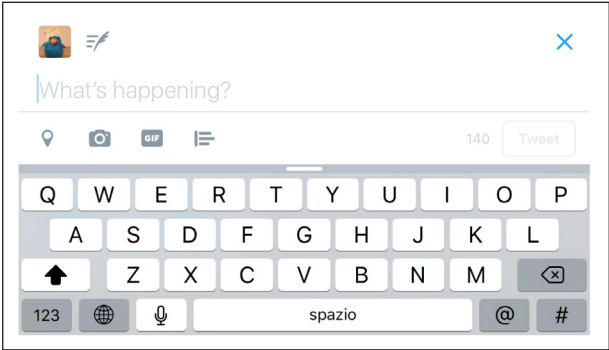 What's happening?
GIF
140 Tweet
Q W E R T Y U I O P
A S D F G H J K L
Z X C V B N M
123 spazio @ #